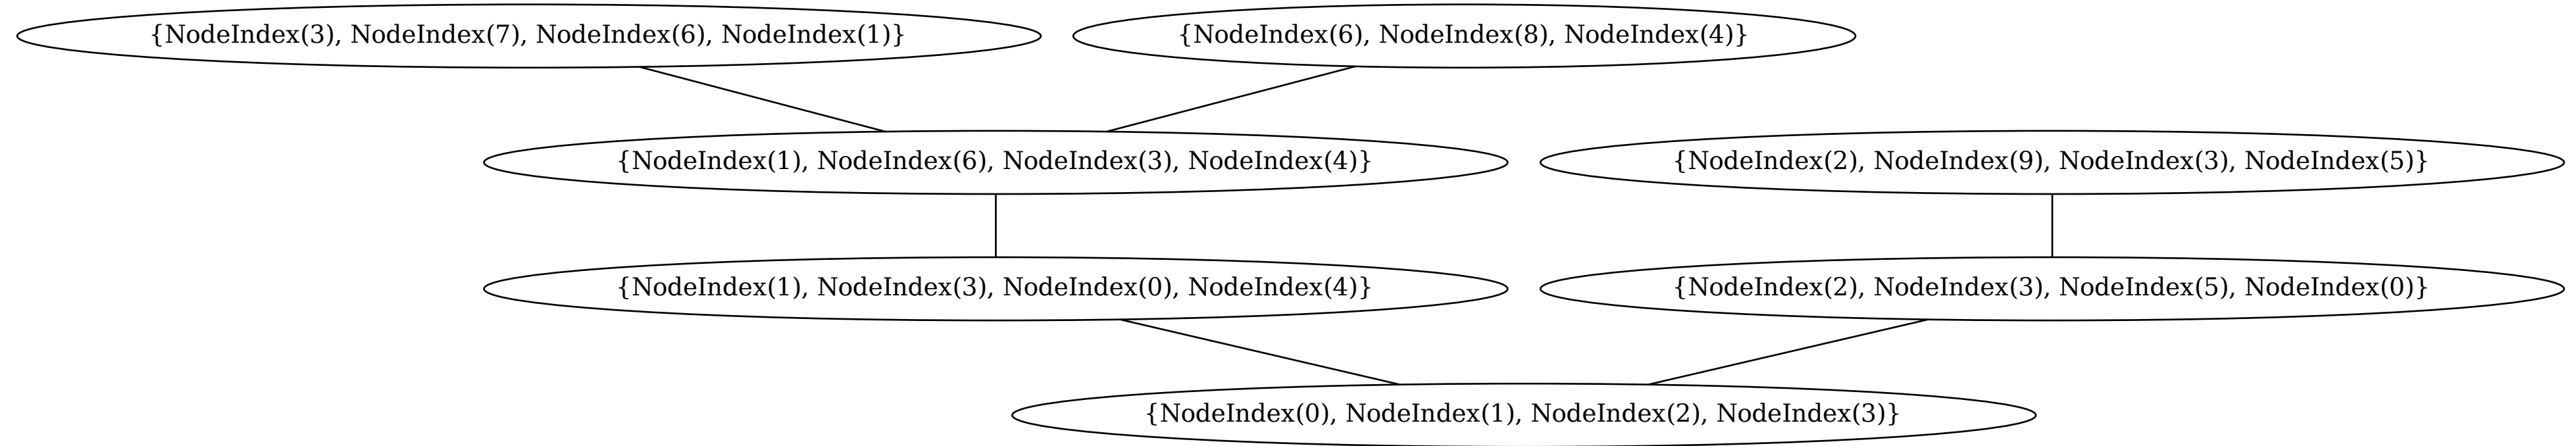 {NodeIndex(3), NodeIndex(7), NodeIndex(6), NodeIndex(1)}
{NodeIndex(6), NodeIndex(8), NodeIndex(4)}
{NodeIndex(1), NodeIndex(6), NodeIndex(3), NodeIndex(4)}
{NodeIndex(2), NodeIndex(9), NodeIndex(3), NodeIndex(5)}
{NodeIndex(1), NodeIndex(3), NodeIndex(0), NodeIndex(4)}
{NodeIndex(2), NodeIndex(3), NodeIndex(5), NodeIndex(0)}
{NodeIndex(0), NodeIndex(1), NodeIndex(2), NodeIndex(3)}